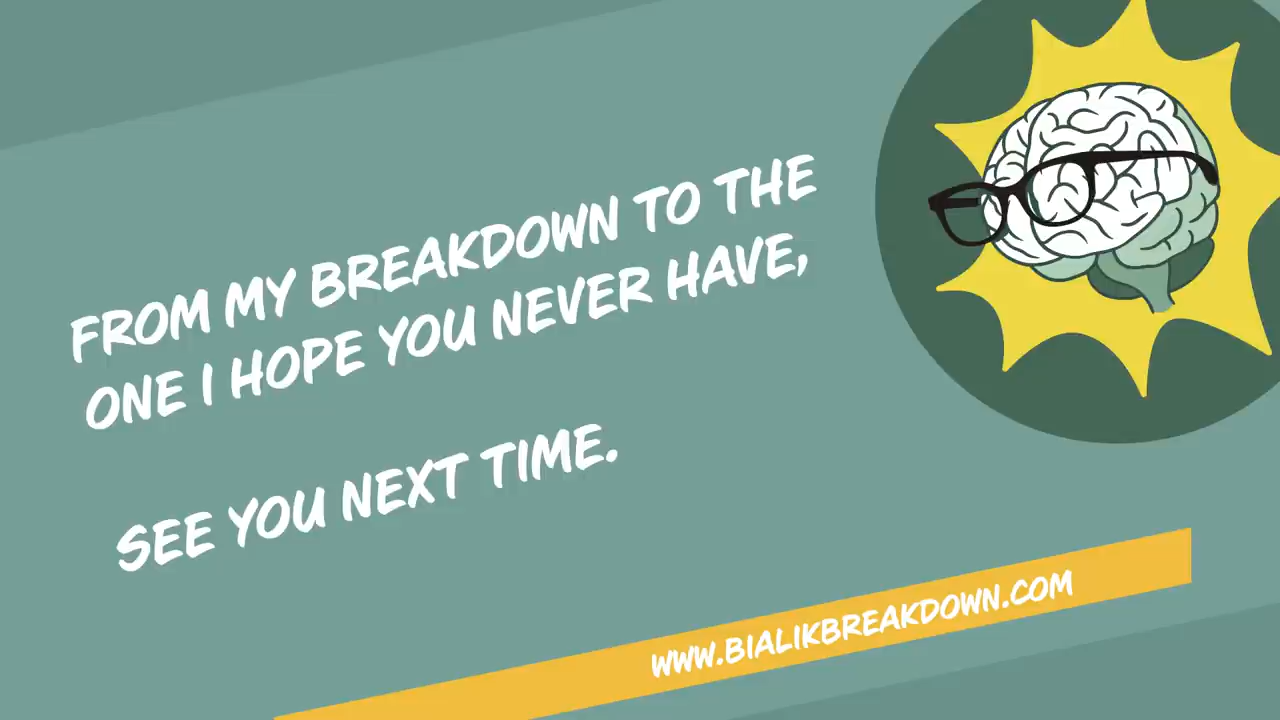 FROM MY BREAKDOWN TO THE
ONE I HOPE YOU NEVER HAVE,
SEE YOU NEXT TIME.
WWW.BIALIKBREAKDOWN.COM